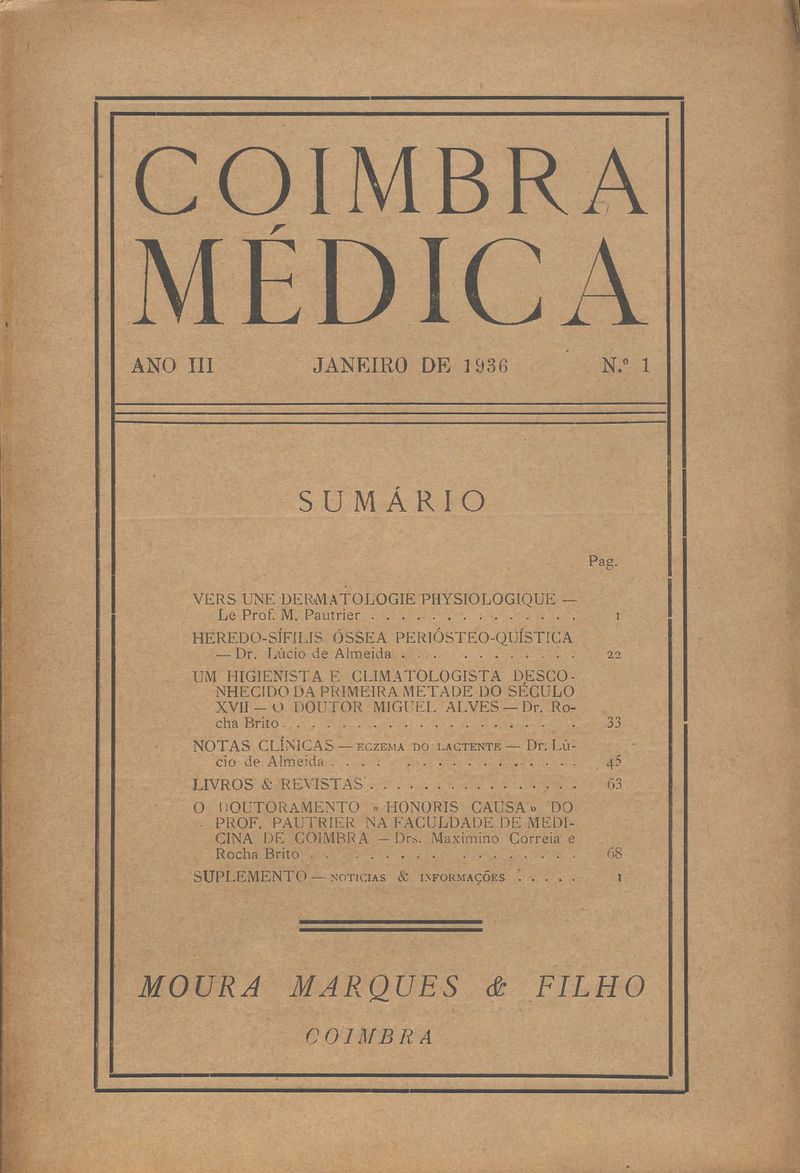 COIMBRA
MÉDICA
ANO III JANEIRO DE 1936 N.º 1
SUMÁRIO
Pag.
VERS UNE DERMATOLOGIE PHYSIOLOGIQUE —
Le Prof. M. Pautrier . . . . . . . . . . . . . . 1
HEREDO-SÍFILIS ÓSSEA PERIÓSTEO-QUÍSTICA
— Dr. Lúcio de Almeida . . . . . . . . . . . . 22
UM HIGIENISTA E CLIMATOLOGISTA DESCO-
NHECIDO DA PRIMEIRA METADE DO SÉCULO
XVII — O DOUTOR MIGUEL ALVES — Dr. Ro-
cha Brito . . . . . . . . . . . . . . . . . . 33
NOTAS CLÍNICAS — ECZEMA DO LACTENTE — Dr. Lú-
cio de Almeida . . . . . . . . . . . . . . . 45
LIVROS & REVISTAS . . . . . . . . . . . . . . . . 63
O DOUTORAMENTO « HONORIS CAUSA » DO
PROF. PAUTRIER NA FACULDADE DE MEDI-
CINA DE COIMBRA — Drs. Maximino Correia e
Rocha Brito . . . . . . . . . . . . . . . . 68
SUPLEMENTO — NOTICIAS & INFORMAÇÕES . . . . . 1
MOURA MARQUES & FILHO
COIMBRA